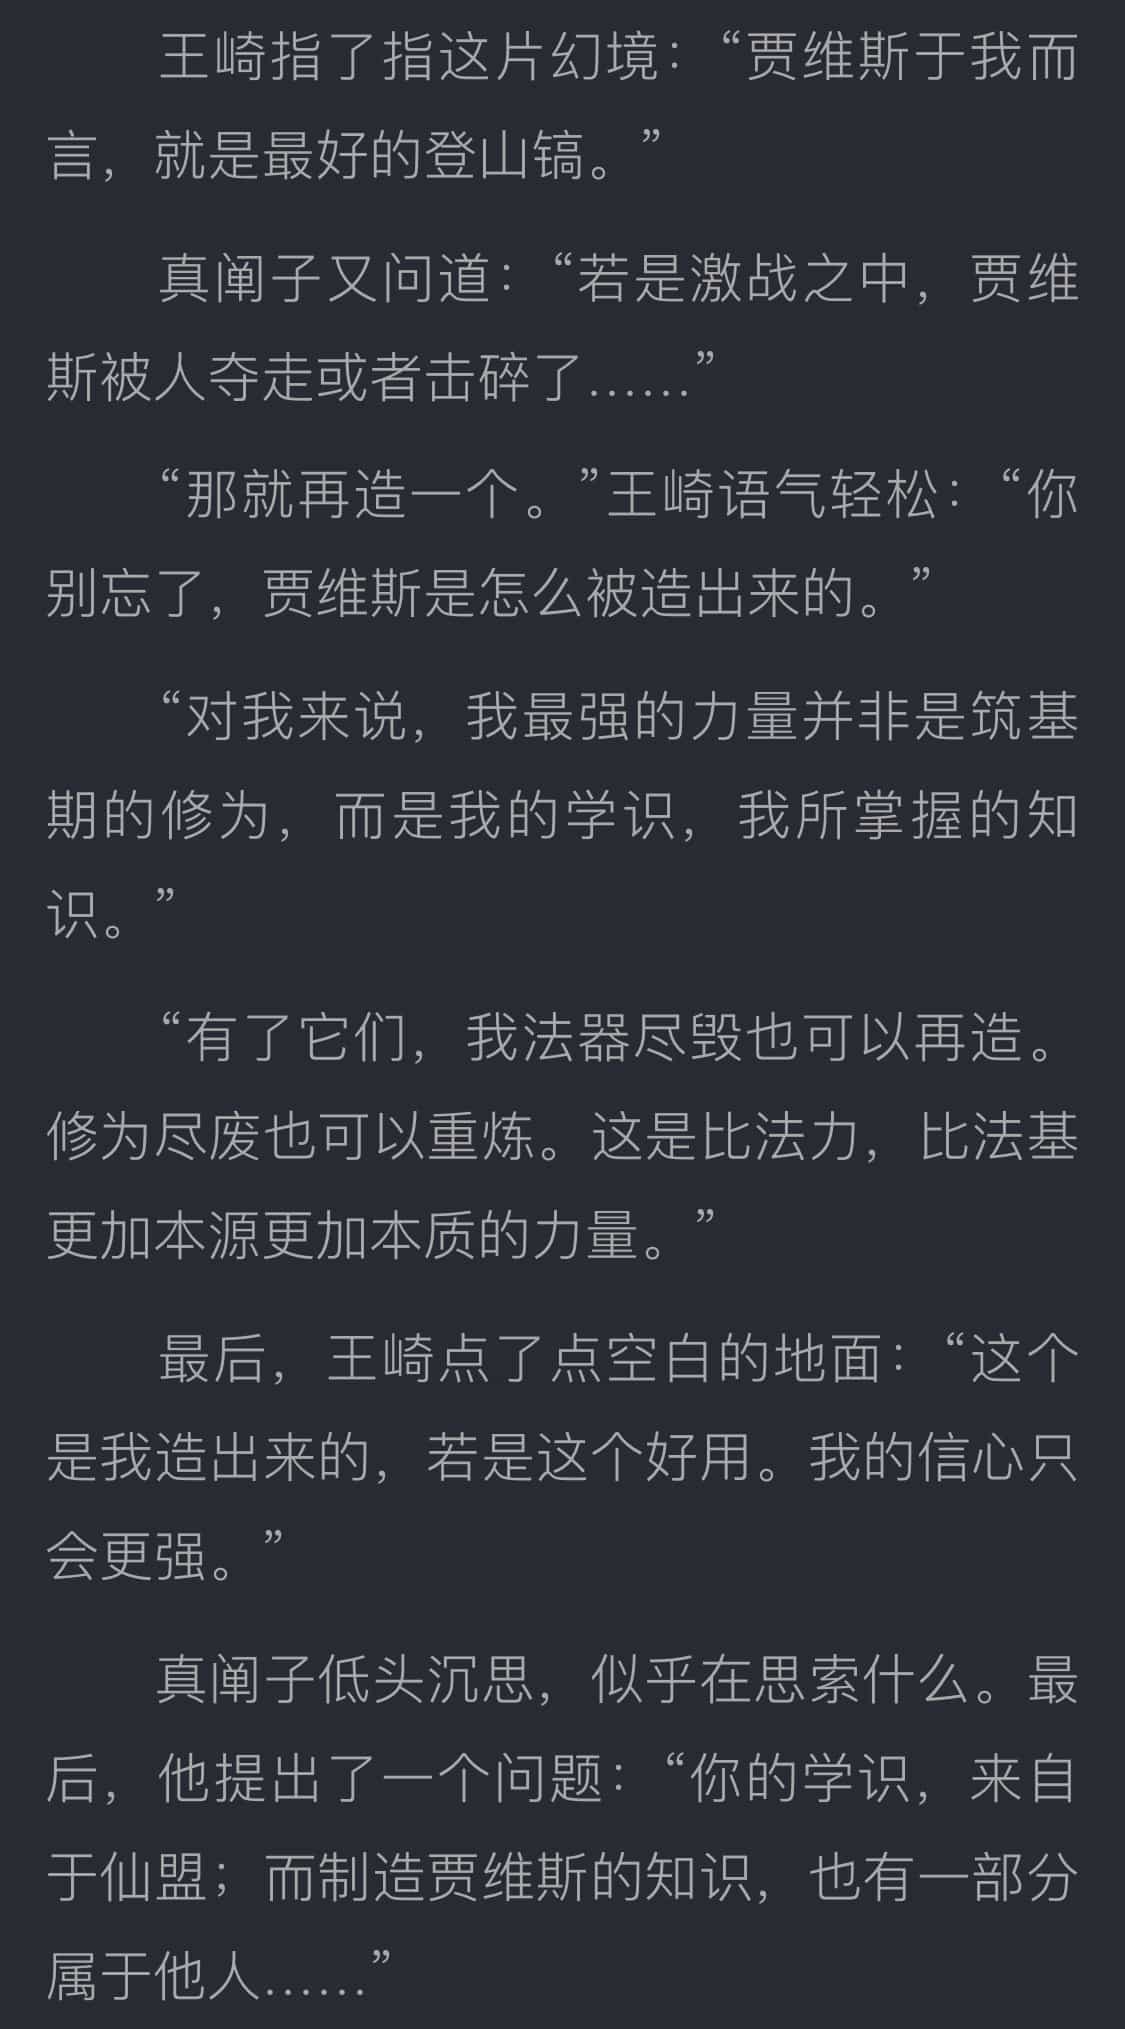 王崎指了指这片幻境：“贾维斯于我而
言，就是最好的登山镐。”
真阐子又问道：“若是激战之中，贾维
斯被人夺走或者击碎了……”
“那就再造一个。”王崎语气轻松：“你
别忘了，贾维斯是怎么被造出来的。”
“对我来说，我最强的力量并非是筑基
期的修为，而是我的学识，我所掌握的知
识。”
“有了它们，我法器尽毁也可以再造。
修为尽废也可以重炼。这是比法力，比法基
更加本源更加本质的力量。”
最后，王崎点了点空白的地面：“这个
是我造出来的，若是这个好用。我的信心只
会更强。”
真阐子低头沉思，似乎在思索什么。最
后，他提出了一个问题：“你的学识，来自
于仙盟；而制造贾维斯的知识，也有一部分
属于他人……”